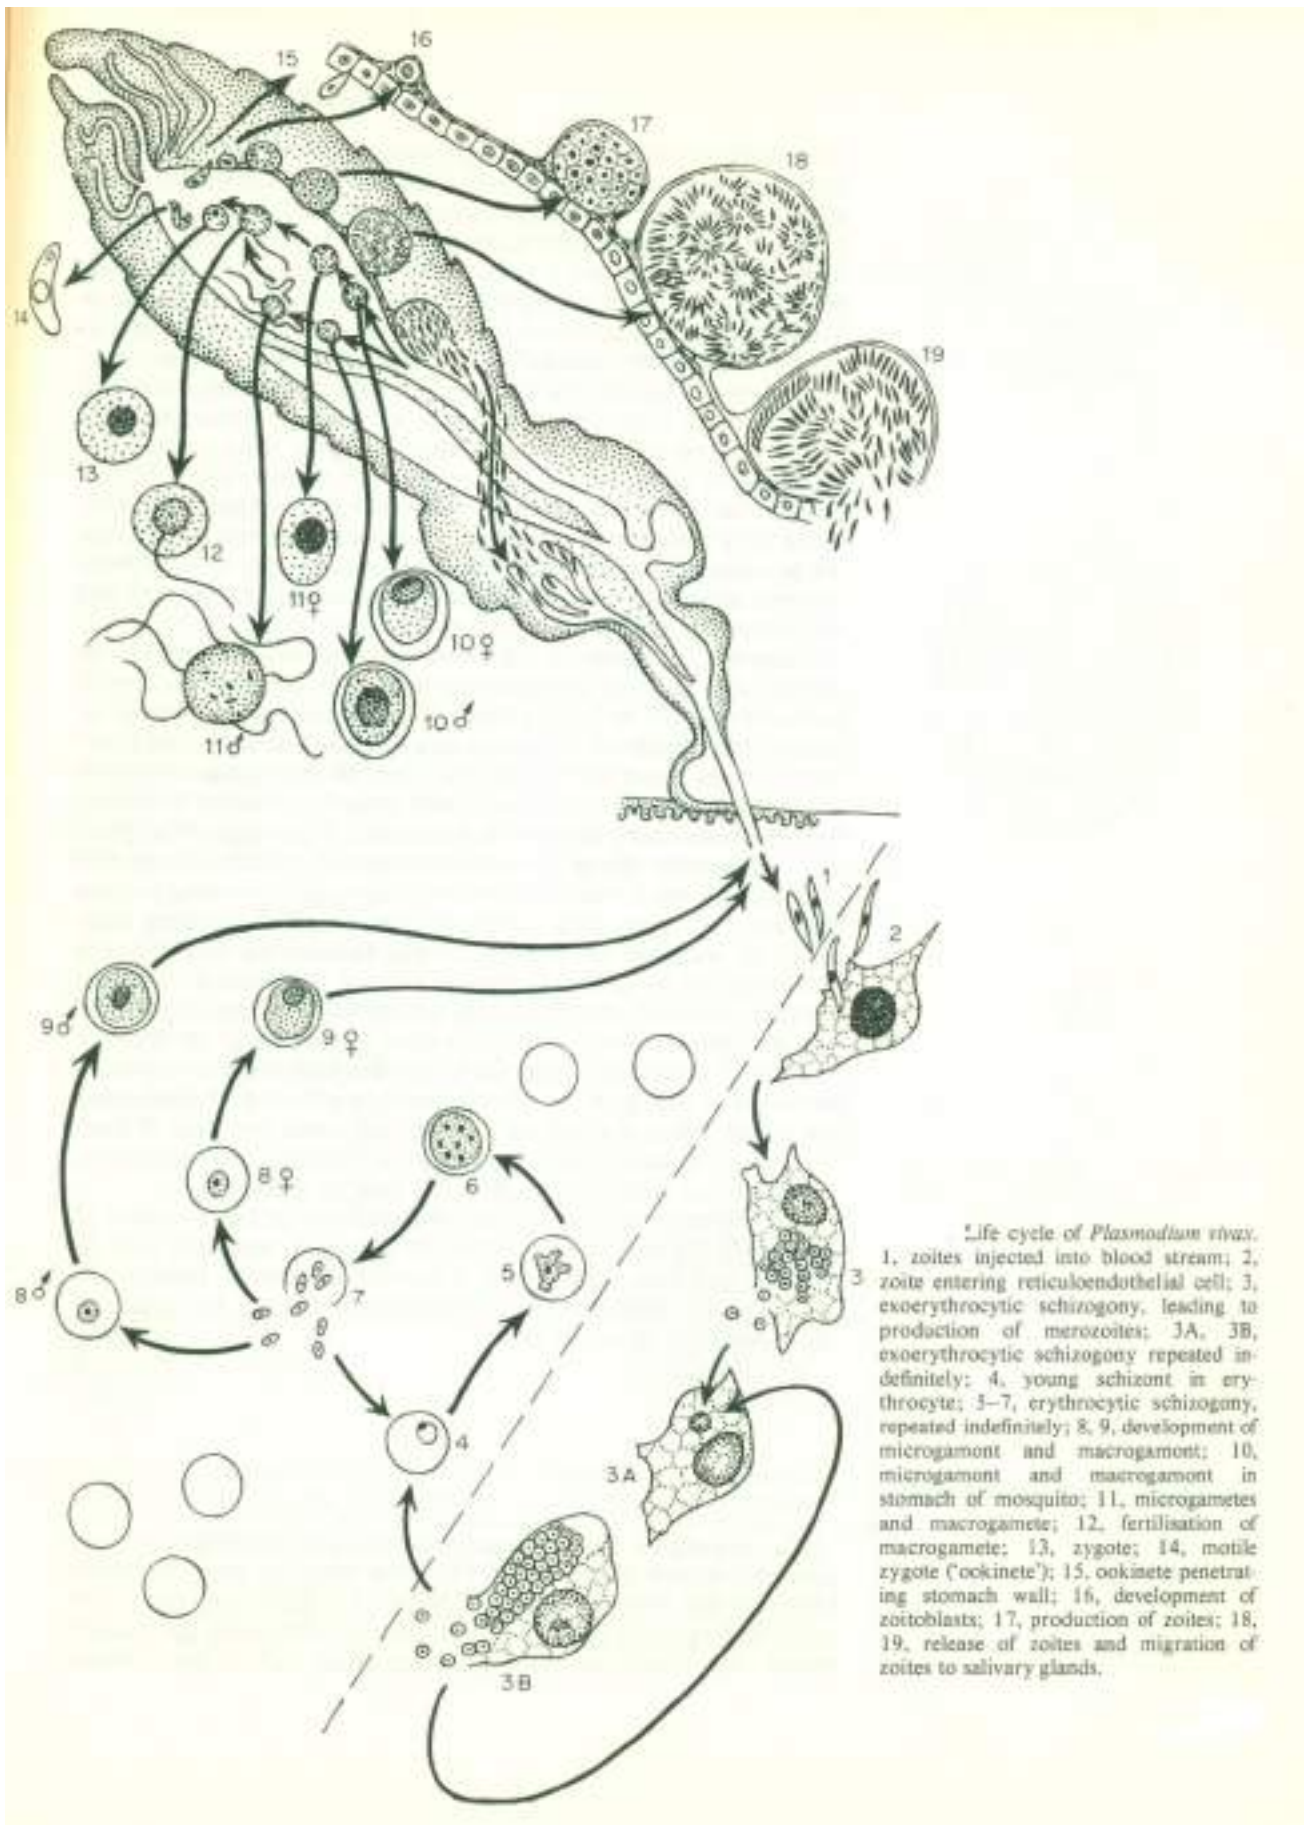 15
16
17
18
14
19
13
12
11♀
10♀
10♂
11♂
1
2
9♂
9♀
8♀
6
5
3
8♂
7
4
3A
3B
Life cycle of Plasmodium vivax.
1, zoites injected into blood stream; 2,
zoite entering reticuloendothelial cell; 3,
exoerythrocytic schizogony, leading to
production of merozoites; 3A, 3B,
exoerythrocytic schizogony repeated in-
definitely; 4, young schizont in ery-
throcyte; 5–7, erythrocytic schizogony,
repeated indefinitely; 8, 9, development of
microgamont and macrogamont; 10,
microgamont and macrogamont in
stomach of mosquito; 11, microgametes
and macrogamete; 12, fertilisation of
macrogamete; 13, zygote; 14, motile
zygote ('ookinete'); 15, ookinete penetrat-
ing stomach wall; 16, development of
zoitoblasts; 17, production of zoites; 18,
19, release of zoites and migration of
zoites to salivary glands.